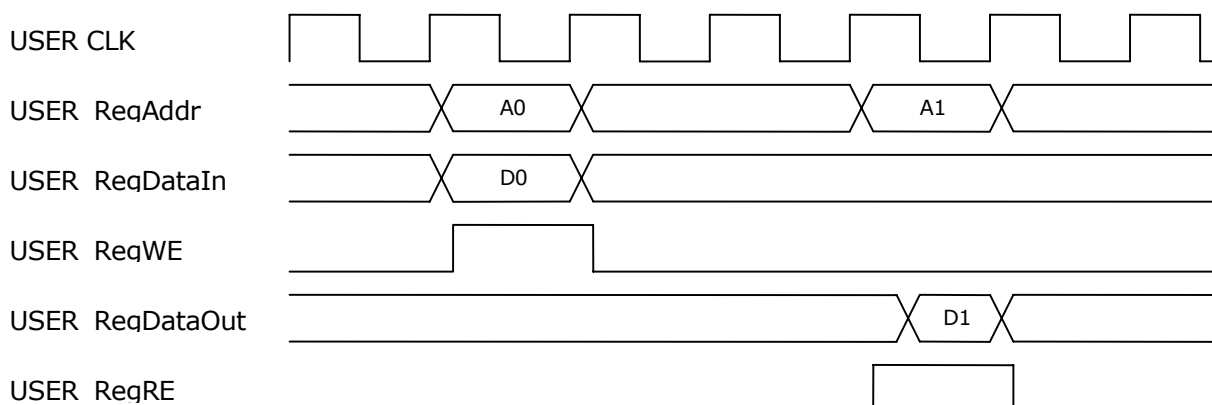 USER CLK
USER RegAddr A0 A1
USER RegDataIn D0
USER RegWE
USER RegDataOut D1
USER RegRE